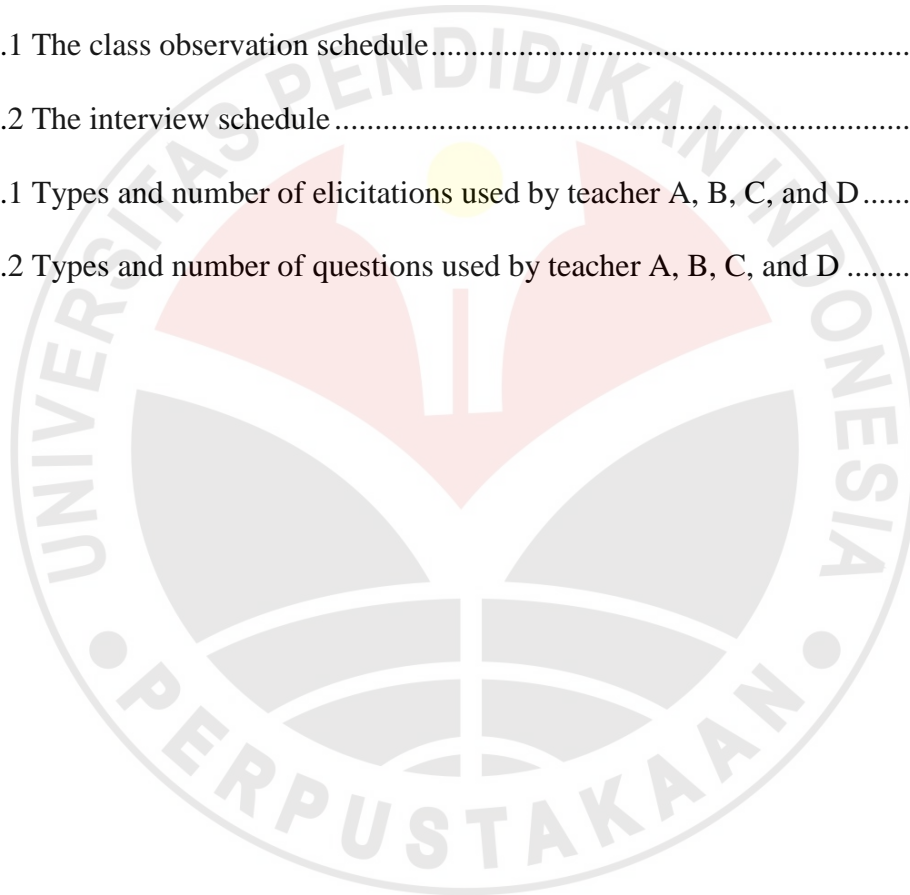 .1 The class observation schedule..............................................................
.2 The interview schedule..........................................................................
.1 Types and number of elicitations used by teacher A, B, C, and D......
.2 Types and number of questions used by teacher A, B, C, and D ........
UNIVERSITAS PENDIDIKAN INDONESIA
PERPUSTAKAAN